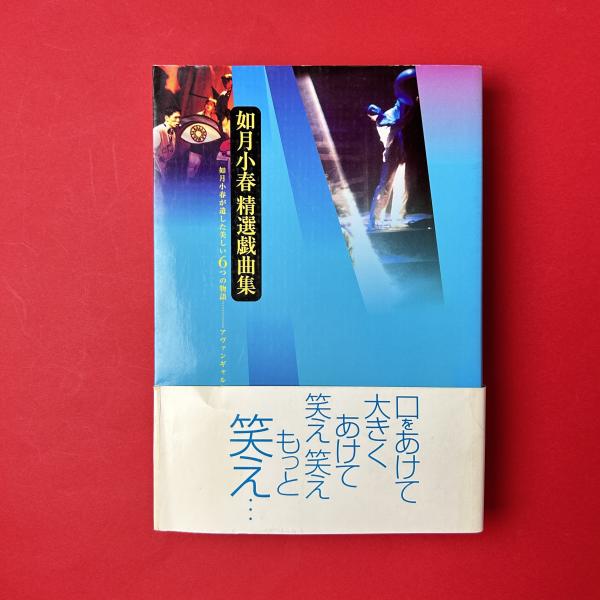 如月小春 精選戯曲集
如月小春が遺した美しい6つの物語………アヴァンギャル
口をあけて
大きく
あけて
笑え 笑え
もっと
笑え…